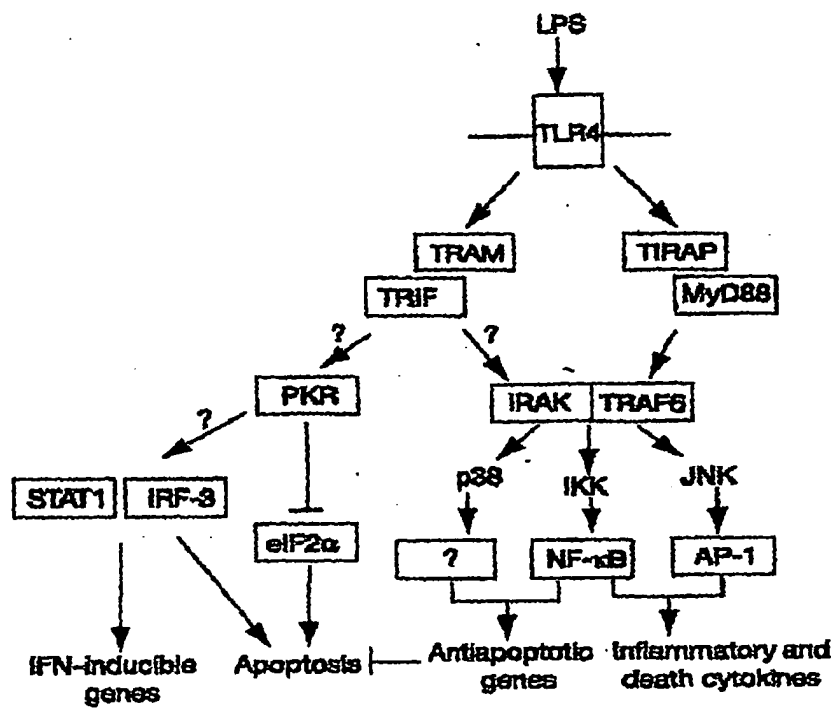 LPS
TLR4
TRAM
TIRAP
TRIF
MyD88
?
?
PKR
IRAK
TRAF6
?
p38
IKK
JNK
STAT1
IRF-3
eIF2α
?
NF-κB
AP-1
IFN-inducible
genes
Apoptosis
Antiapoptotic
genes
Inflammatory and
death cytokines